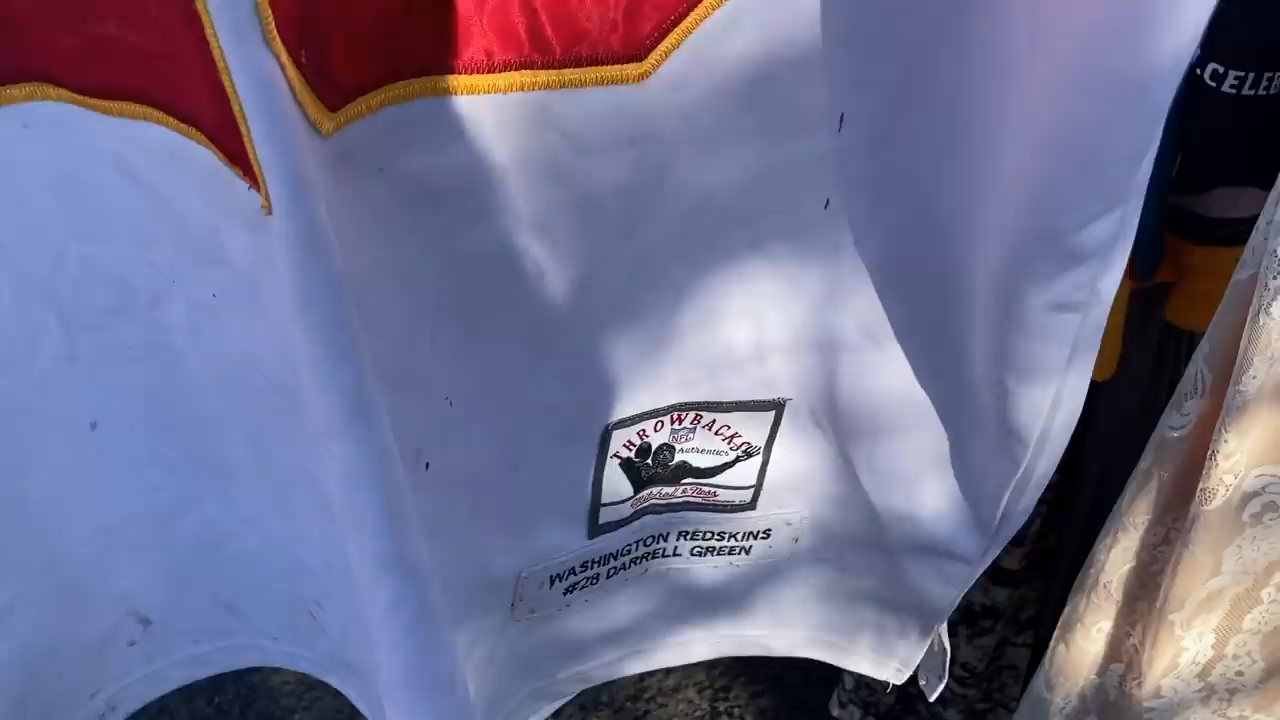 .CELEB
THROWBACKS
NFL
Authentics
Mitchell & Ness
WASHINGTON REDSKINS
#28 DARRELL GREEN